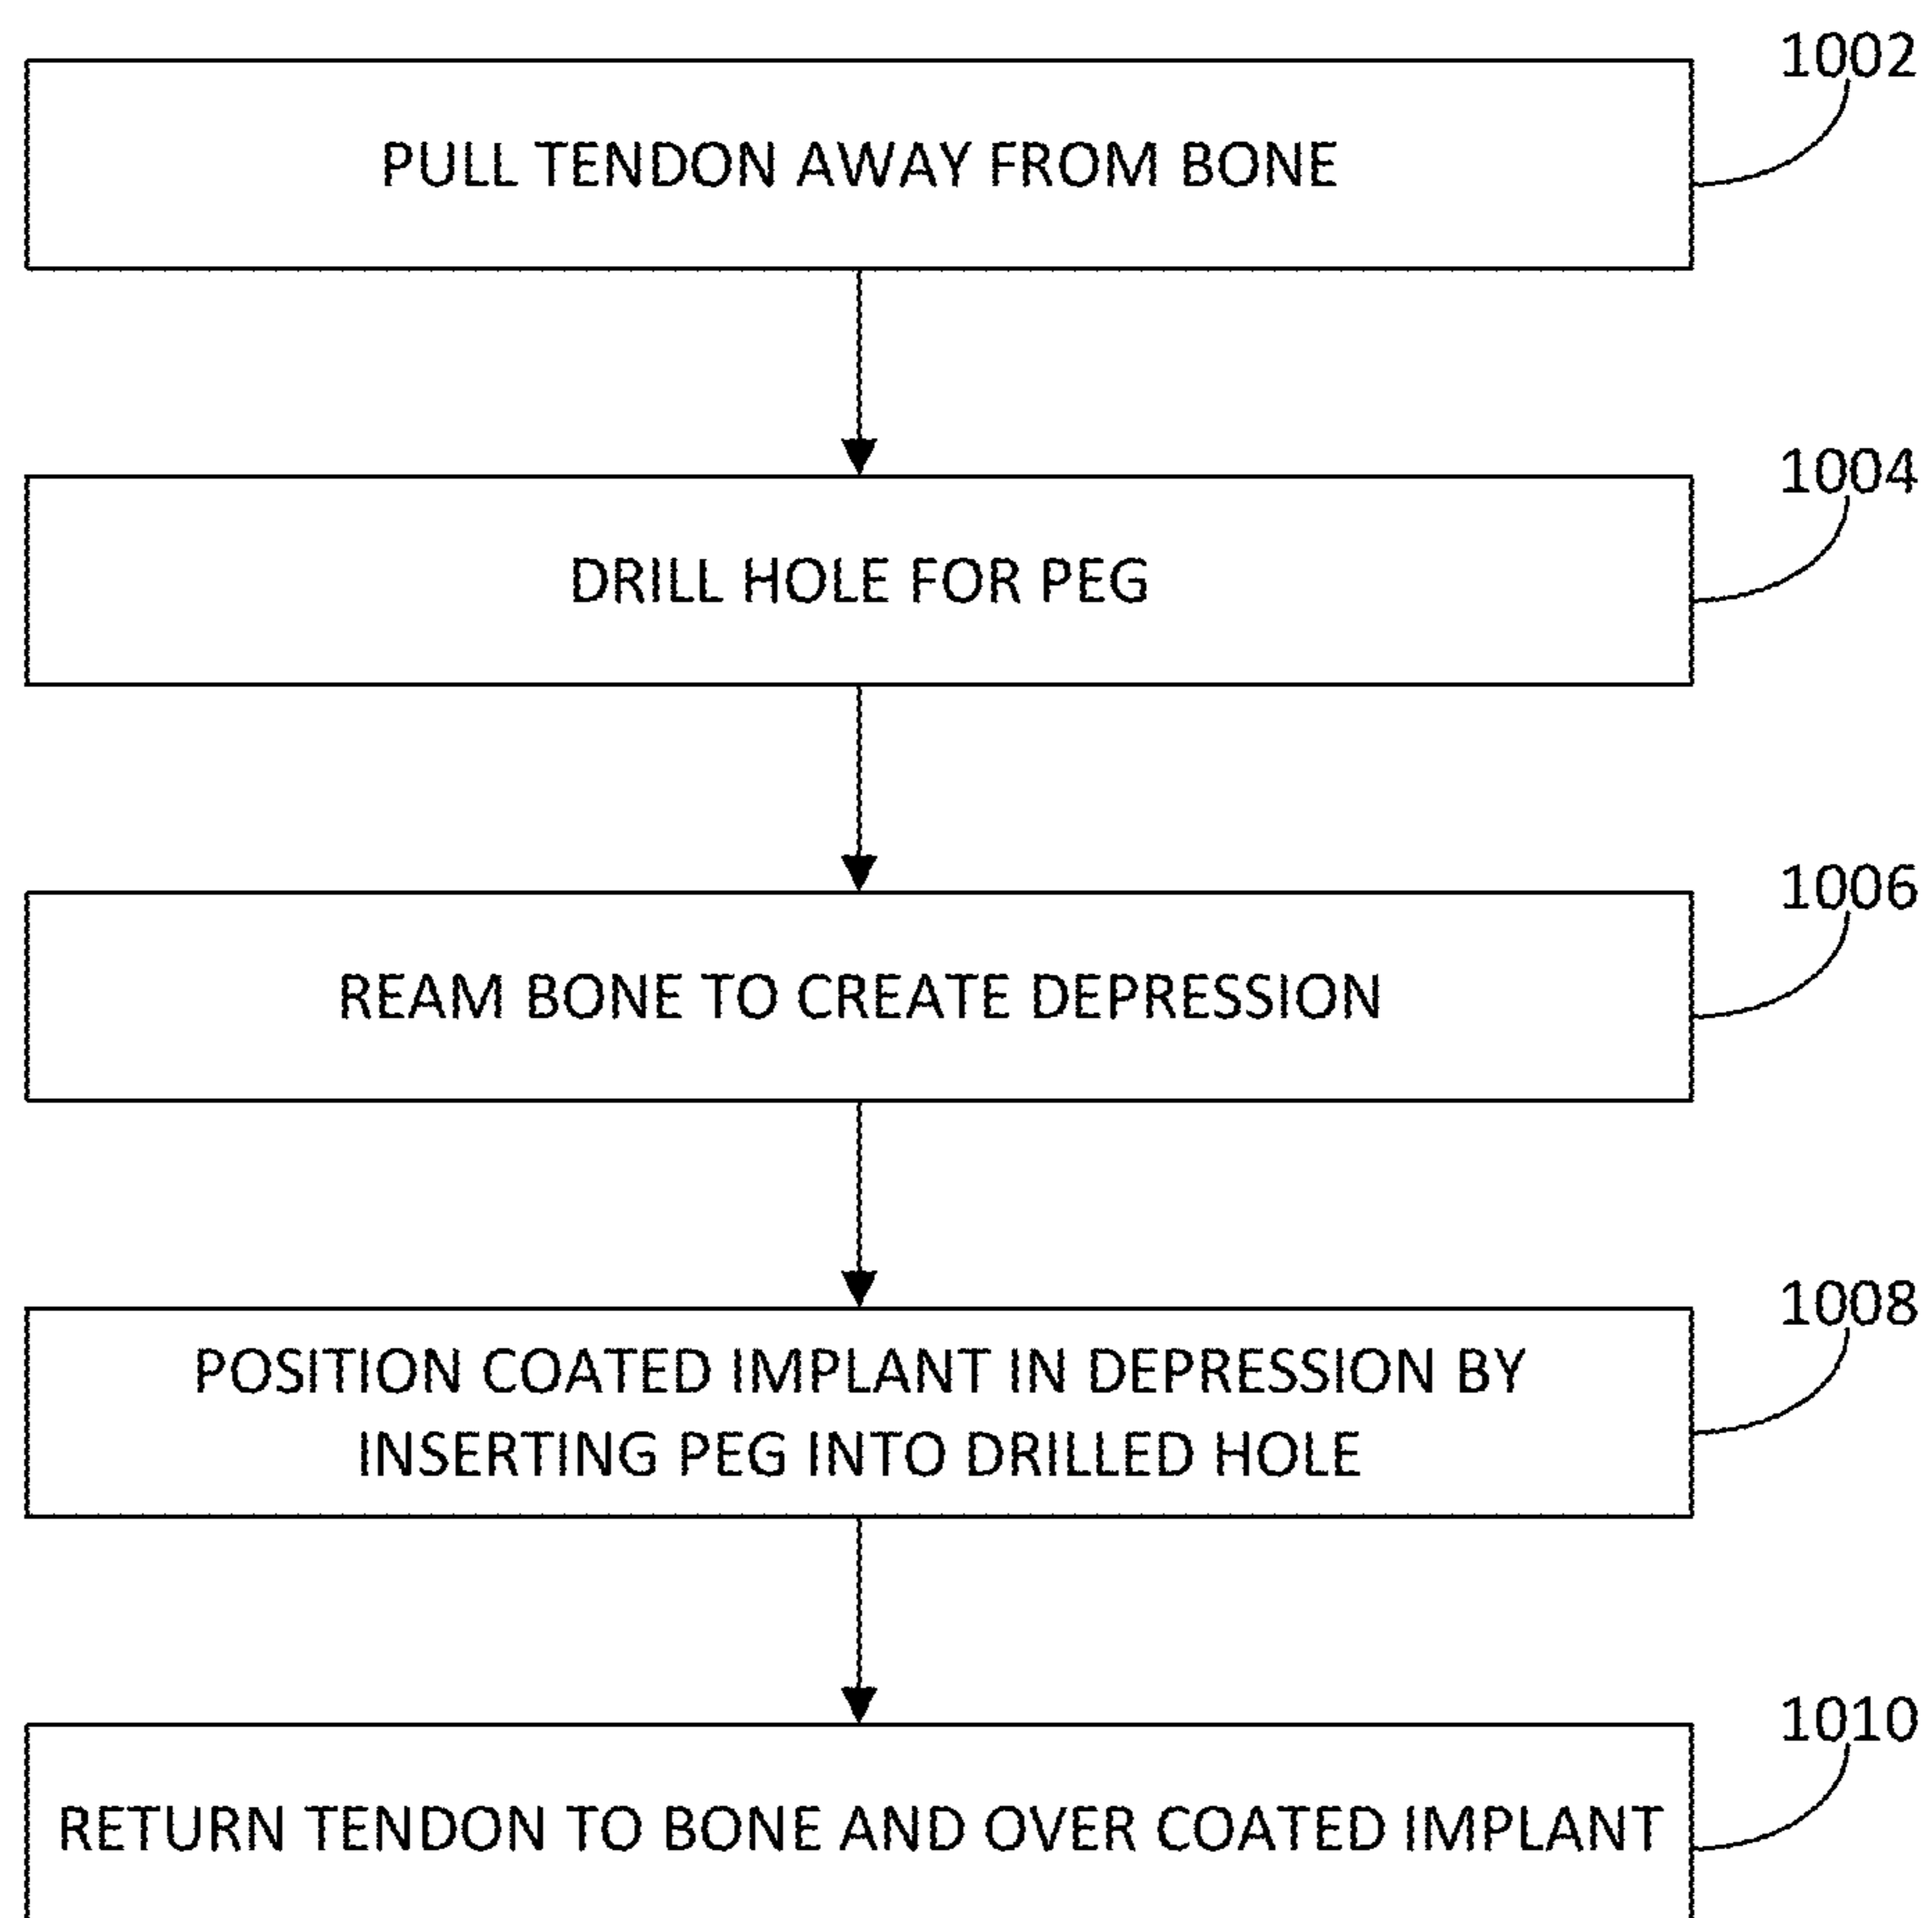 1002
PULL TENDON AWAY FROM BONE
1004
DRILL HOLE FOR PEG
1006
REAM BONE TO CREATE DEPRESSION
1008
POSITION COATED IMPLANT IN DEPRESSION BY
INSERTING PEG INTO DRILLED HOLE
1010
RETURN TENDON TO BONE AND OVER COATED IMPLANT